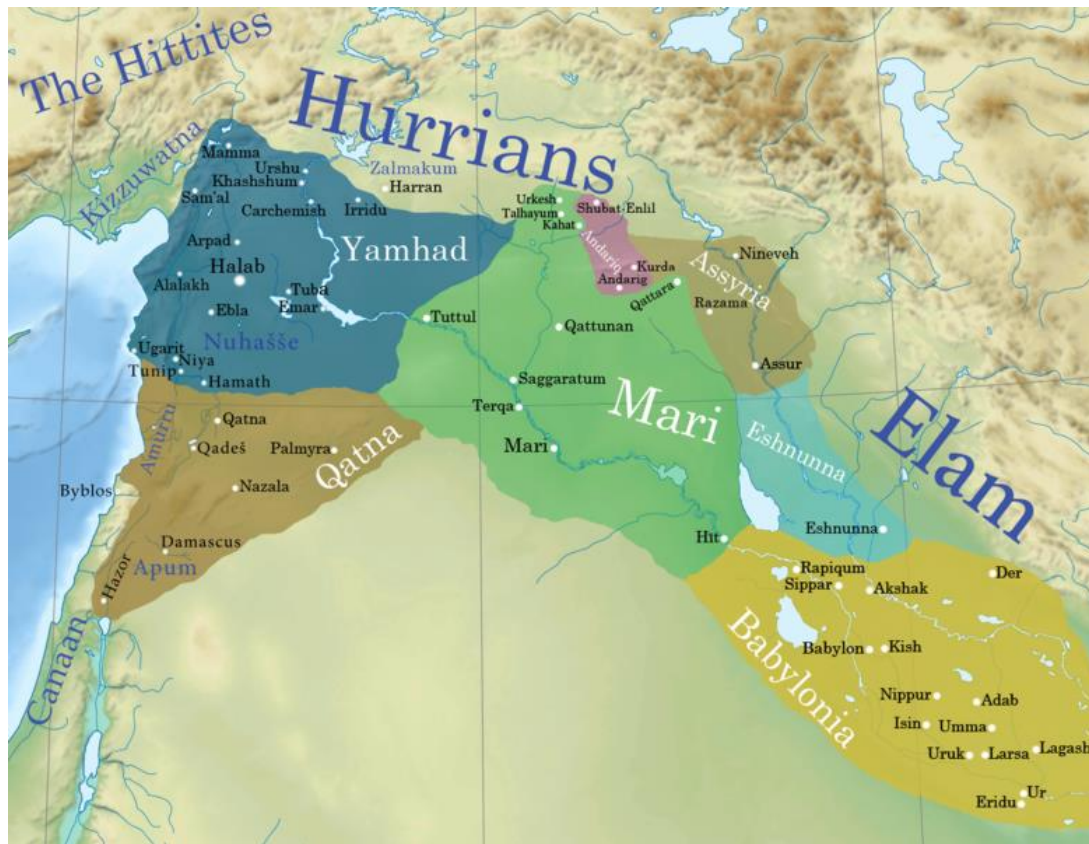 The Hittites
Hurrians
Kizzuwatna
Mamma
Urshu
Khashshum
Zalmakum
Harran
Sam'al
Carchemish
Irridu
Urkesh
Talhayum
Kahat
Shubat-Enlil
Andariq
Kurda
Andarig
Assyria
Nineveh
Arpad
Yamhad
Halab
Alalakh
Tuba
Emar
Ebla
Nuhašše
Tuttul
Qattara
Razama
Qattunan
Ugarit
Niya
Tunip
Hamath
Assur
Saggaratum
Terqa
Mari
Mari
Elam
Eshnunna
Eshnunna
Amurru
Qatna
Qadeš
Palmyra
Qatna
Byblos
Nazala
Damascus
Apum
Hazor
Canaan
Hit
Rapiqum
Sippar
Akshak
Der
Babylonia
Babylon
Kish
Nippur
Adab
Isin
Umma
Uruk
Larsa
Lagash
Ur
Eridu